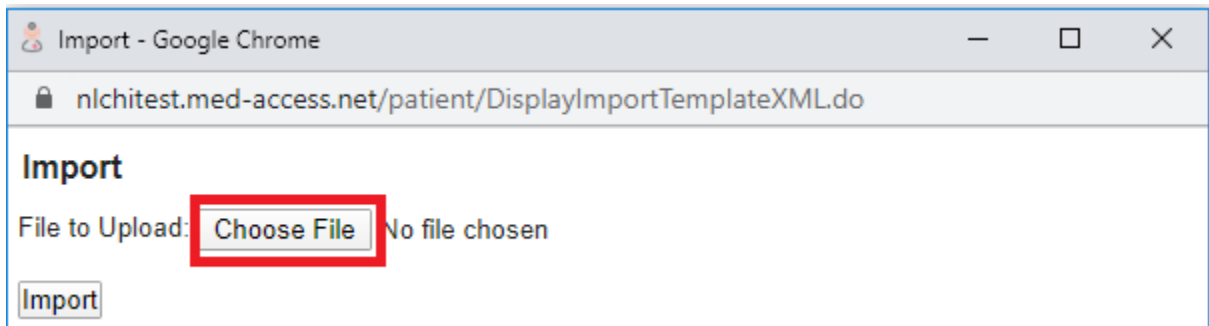 Import - Google Chrome
nlchitest.med-access.net/patient/DisplayImportTemplateXML.do
Import
File to Upload: Choose File No file chosen
Import